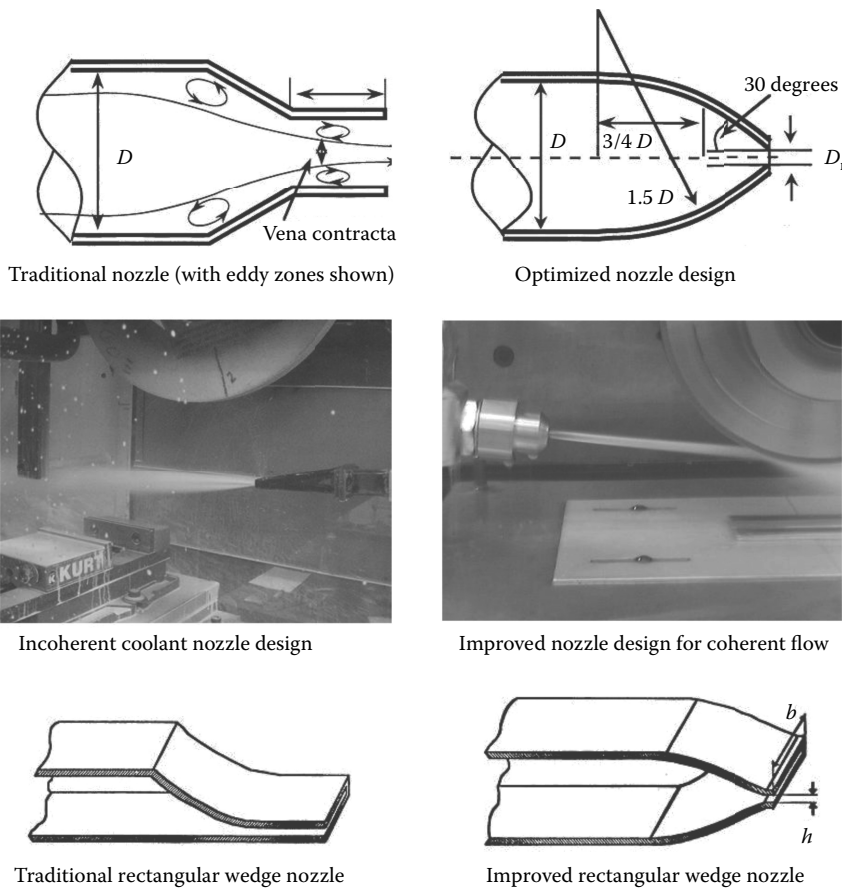 D
Vena contracta
Traditional nozzle (with eddy zones shown)
30 degrees
D
3/4 D
1.5 D
D
Optimized nozzle design
2
KURT
Incoherent coolant nozzle design
Improved nozzle design for coherent flow
Traditional rectangular wedge nozzle
b
h
Improved rectangular wedge nozzle